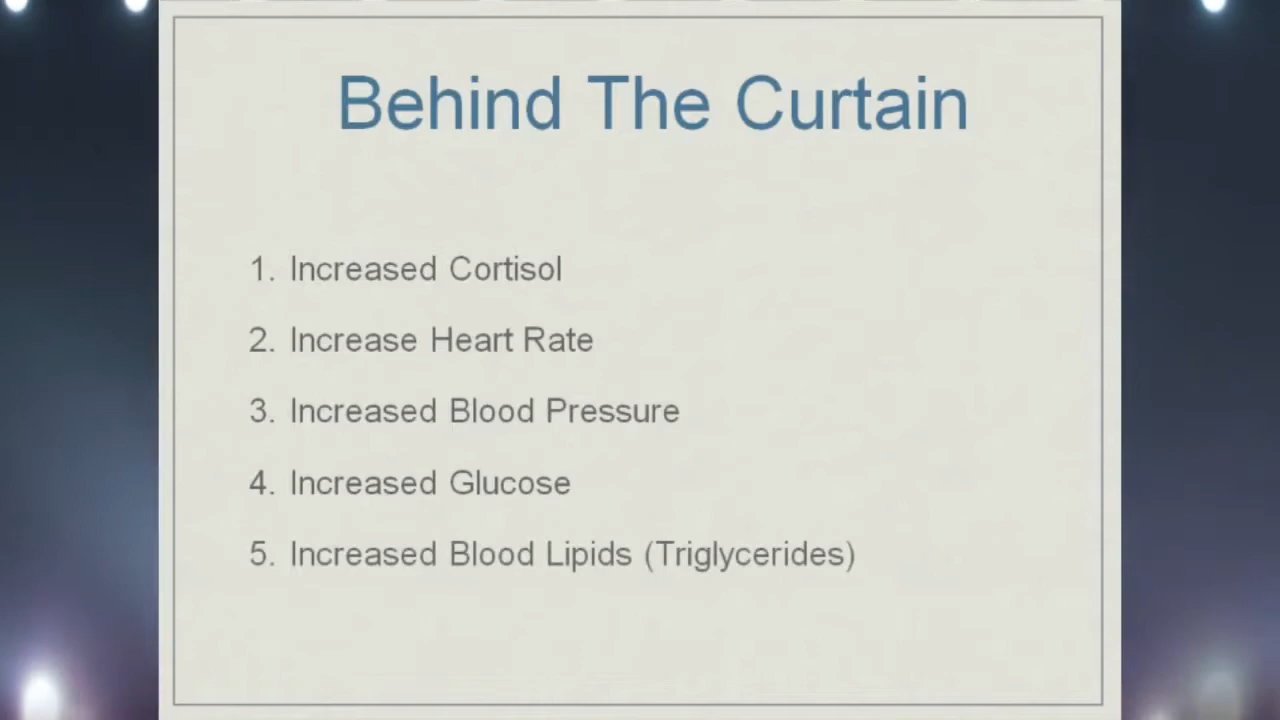 Behind The Curtain
1. Increased Cortisol
2. Increase Heart Rate
3. Increased Blood Pressure
4. Increased Glucose
5. Increased Blood Lipids (Triglycerides)